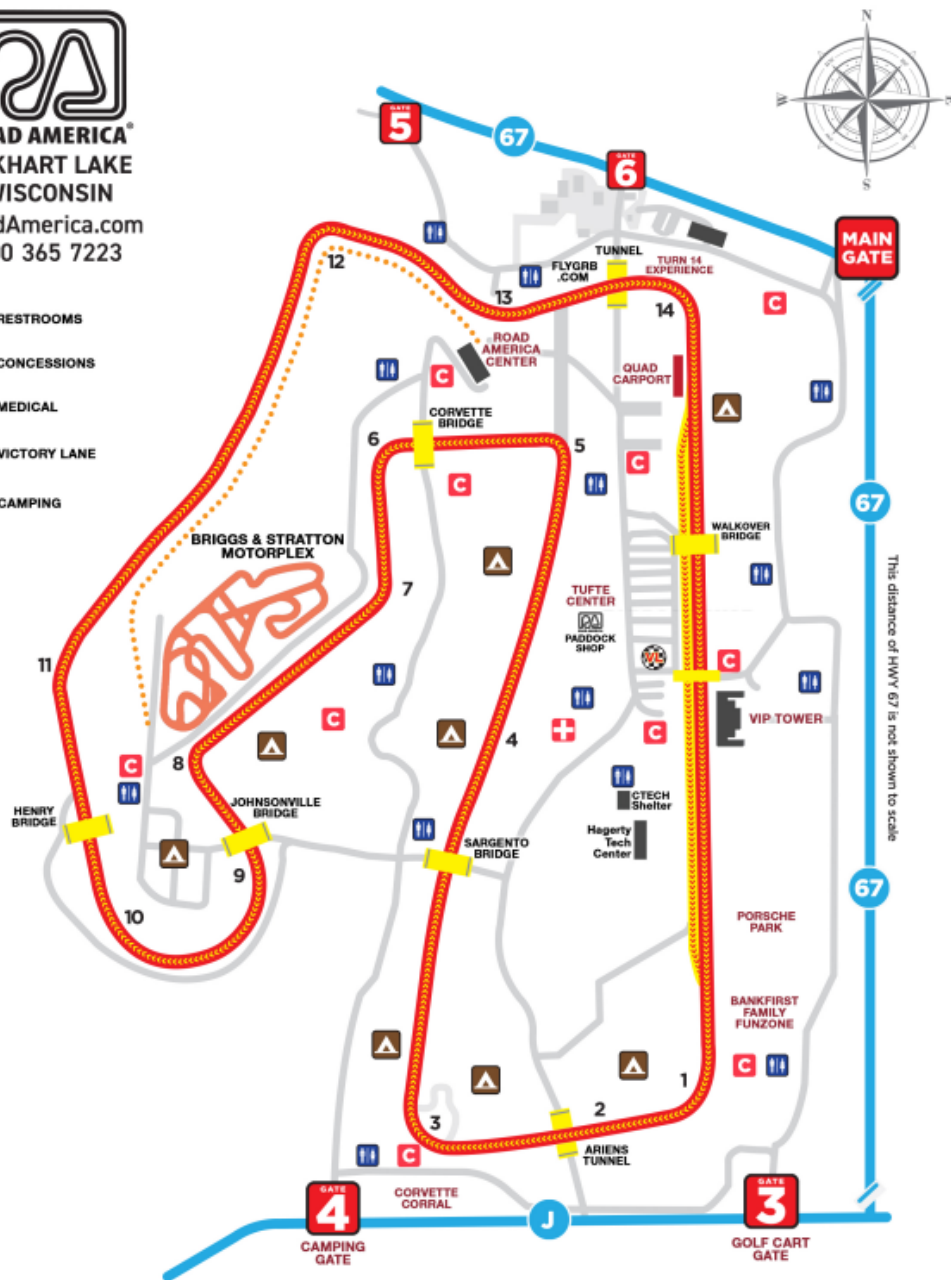 AD AMERICA®
KHART LAKE
WISCONSIN
dAmerica.com
0 365 7223
RESTROOMS
CONCESSIONS
MEDICAL
VICTORY LANE
CAMPING
N
W
S
GATE
5
67
GATE
6
MAIN
GATE
TUNNEL
FLYGRB
.COM
TURN 14
EXPERIENCE
12
13
14
C
ROAD
AMERICA
CENTER
QUAD
CARPORT
C
CORVETTE
BRIDGE
6
5
C
C
67
WALKOVER
BRIDGE
BRIGGS & STRATTON
MOTORPLEX
7
TUFTE
CENTER
PADDOCK
SHOP
VL
C
This distance of HWY 67 is not shown to scale
11
C
4
C
VIP TOWER
8
C
HENRY
BRIDGE
JOHNSONVILLE
BRIDGE
CTECH
Shelter
Hagerty
Tech
Center
SARGENTO
BRIDGE
9
67
10
PORSCHE
PARK
BANKFIRST
FAMILY
FUNZONE
C
1
2
3
C
ARIENS
TUNNEL
GATE
4
CAMPING
GATE
CORVETTE
CORRAL
J
GATE
3
GOLF CART
GATE